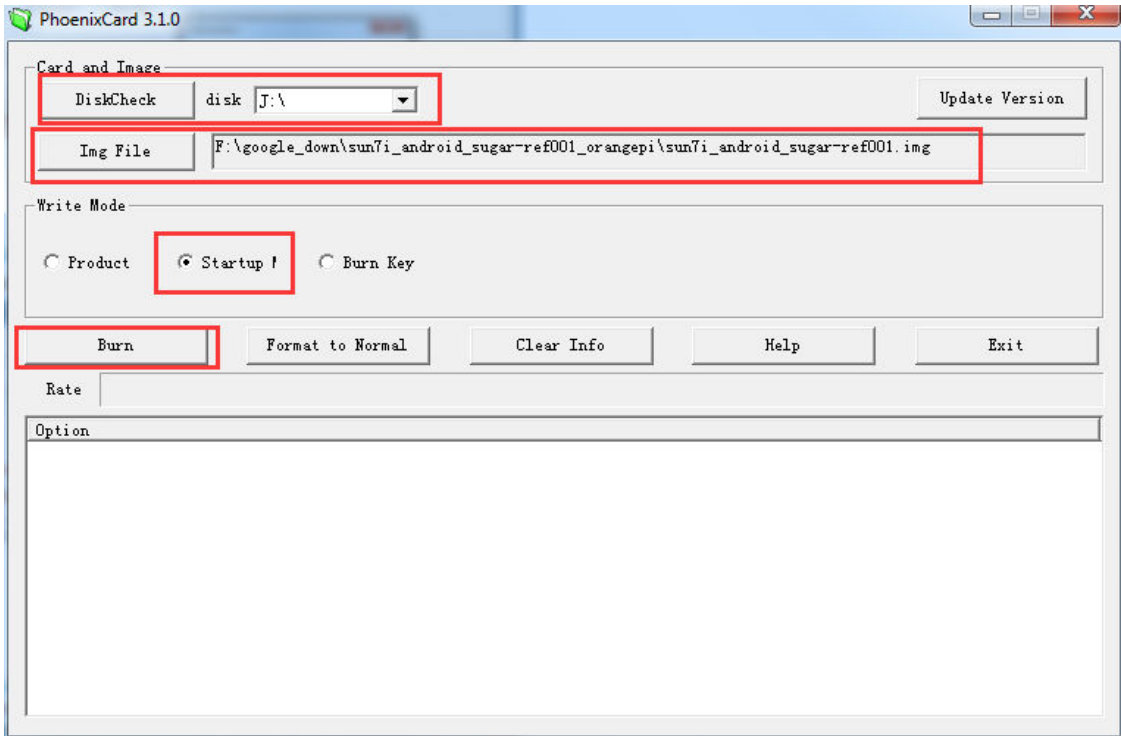 PhoenixCard 3.1.0
Card and Image
DiskCheck disk J:\ Update Version
Img File F:\google_down\sun7i_android_sugar-ref001_orangepi\sun7i_android_sugar-ref001.img
Write Mode
Product Startup Burn Key
Burn Format to Normal Clear Info Help Exit
Rate
Option